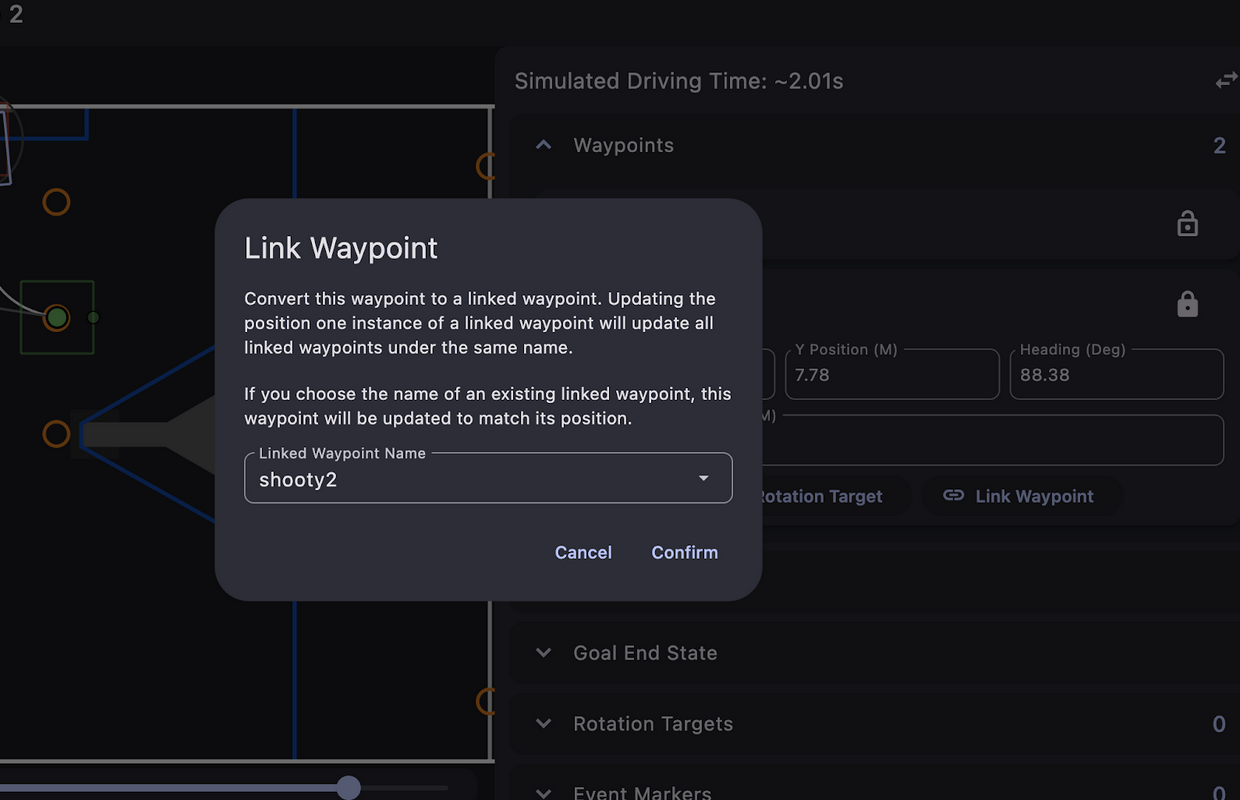 2
Simulated Driving Time: ~2.01s
Waypoints
2
Link Waypoint
Convert this waypoint to a linked waypoint. Updating the
position one instance of a linked waypoint will update all
linked waypoints under the same name.
If you choose the name of an existing linked waypoint, this
waypoint will be updated to match its position.
Linked Waypoint Name
shooty2
Cancel Confirm
Y Position (M)
7.78
Heading (Deg)
88.38
M)
Rotation Target
Link Waypoint
Goal End State
Rotation Targets
0
Event Markers
0